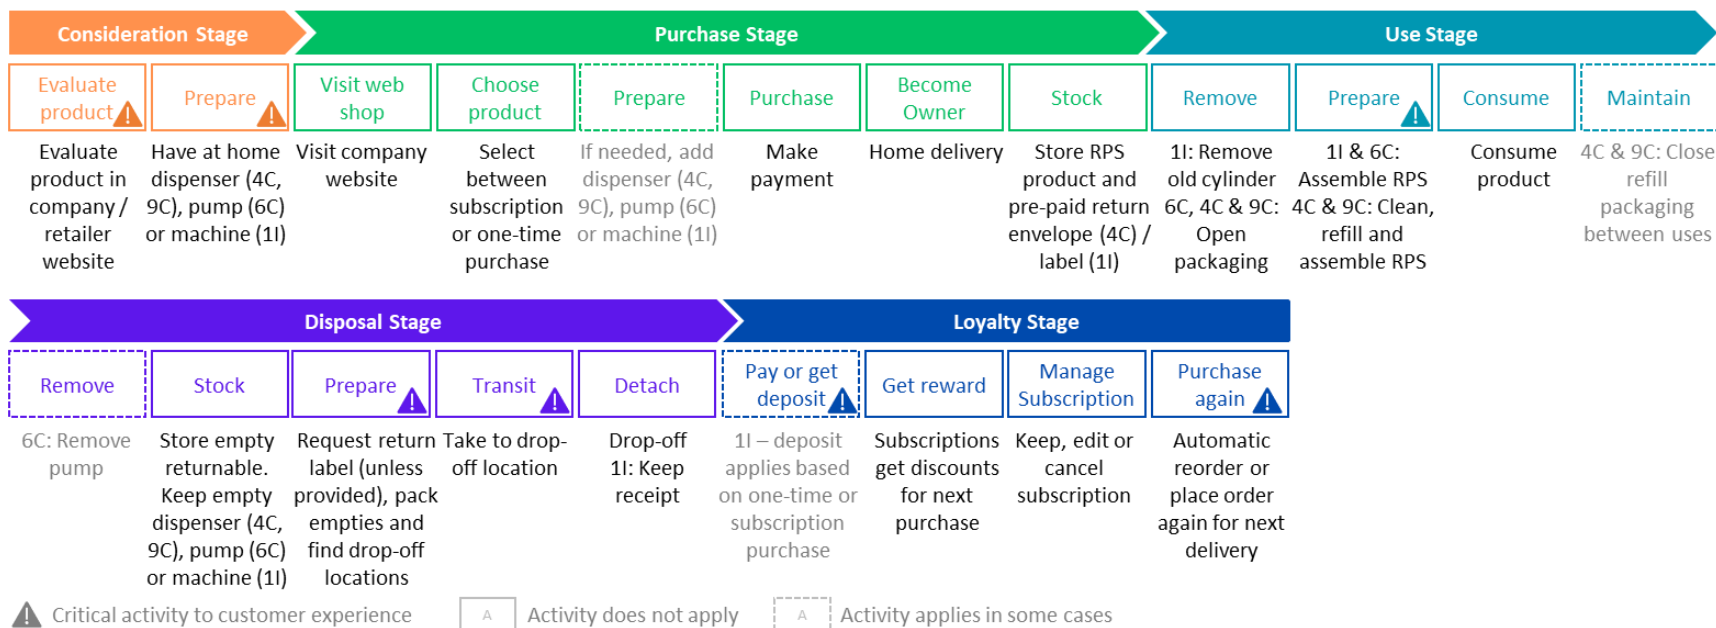 Consideration Stage
Purchase Stage
Use Stage
Evaluate
product
Prepare
Visit web
shop
Choose
product
Prepare
Purchase
Become
Owner
Stock
Remove
Prepare
Consume
Maintain
Evaluate
product in
company /
retailer
website
Have at home
dispenser (4C,
9C), pump (6C)
or machine (1I)
Visit company
website
Select
between
subscription
or one-time
purchase
If needed, add
dispenser (4C,
9C), pump (6C)
or machine (1I)
Make
payment
Home delivery
Store RPS
product and
pre-paid return
envelope (4C) /
label (1I)
1I: Remove
old cylinder
6C, 4C & 9C:
Open
packaging
1I & 6C:
Assemble RPS
4C & 9C: Clean,
refill and
assemble RPS
Consume
product
4C & 9C: Close
refill
packaging
between uses
Disposal Stage
Loyalty Stage
Remove
Stock
Prepare
Transit
Detach
Pay or get
deposit
Get reward
Manage
Subscription
Purchase
again
6C: Remove
pump
Store empty
returnable.
Keep empty
dispenser (4C,
9C), pump (6C)
or machine (1I)
Request return
label (unless
provided), pack
empties and
find drop-off
locations
Take to drop-
off location
Drop-off
1I: Keep
receipt
1I – deposit
applies based
on one-time or
subscription
purchase
Subscriptions
get discounts
for next
purchase
Keep, edit or
cancel
subscription
Automatic
reorder or
place order
again for next
delivery
Critical activity to customer experience
A
Activity does not apply
A
Activity applies in some cases